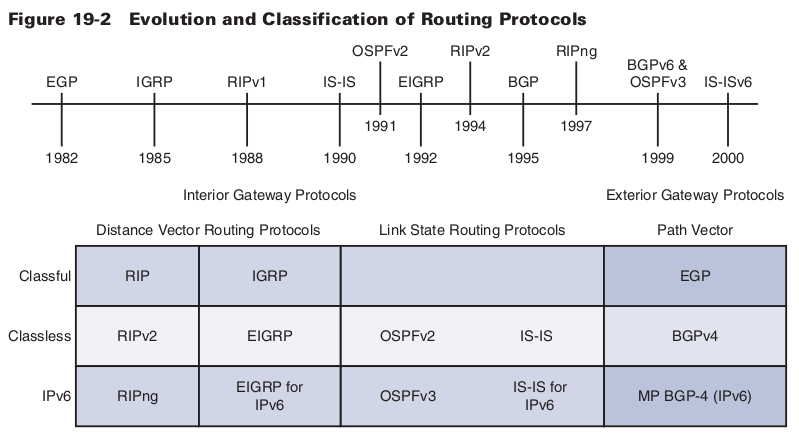 Figure 19-2 Evolution and Classification of Routing Protocols
OSPFv2 RIPv2 RIPng
EGP IGRP RIPv1 IS-IS EIGRP BGP BGPv6 & IS-ISv6
OSPFv3
1991 1994 1997
1982 1985 1988 1990 1992 1995 1999 2000
Interior Gateway Protocols Exterior Gateway Protocols
Distance Vector Routing Protocols Link State Routing Protocols Path Vector
Classful RIP IGRP EGP
Classless RIPv2 EIGRP OSPFv2 IS-IS BGPv4
IPv6 RIPng EIGRP for OSPFv3 IS-IS for MP BGP-4 (IPv6)
IPv6 IPv6